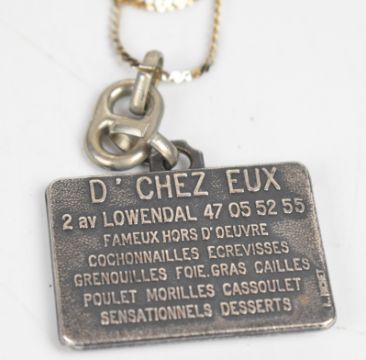 D' CHEZ EUX
2 av LOWENDAL 47 05 52 55
FAMEUX HORS D'OEUVRE
COCHONNAILLES ECREVISSES
GRENOUILLES FOIE.GRAS CAILLES
POULET MORILLES CASSOULET
SENSATIONNELS DESSERTS